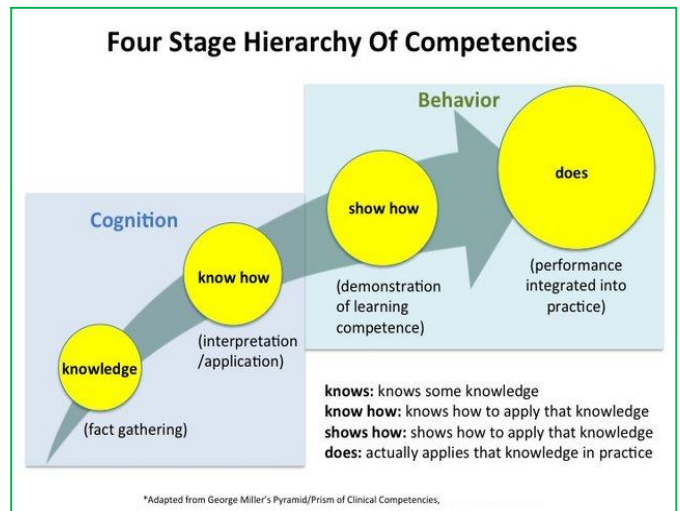 Four Stage Hierarchy Of Competencies
Behavior
does
(performance
integrated into
practice)
show how
(demonstration
of learning
competence)
Cognition
know how
(interpretation
/application)
knowledge
(fact gathering)
knows: knows some knowledge
know how: knows how to apply that knowledge
shows how: shows how to apply that knowledge
does: actually applies that knowledge in practice
*Adapted from George Miller's Pyramid/Prism of Clinical Competencies,